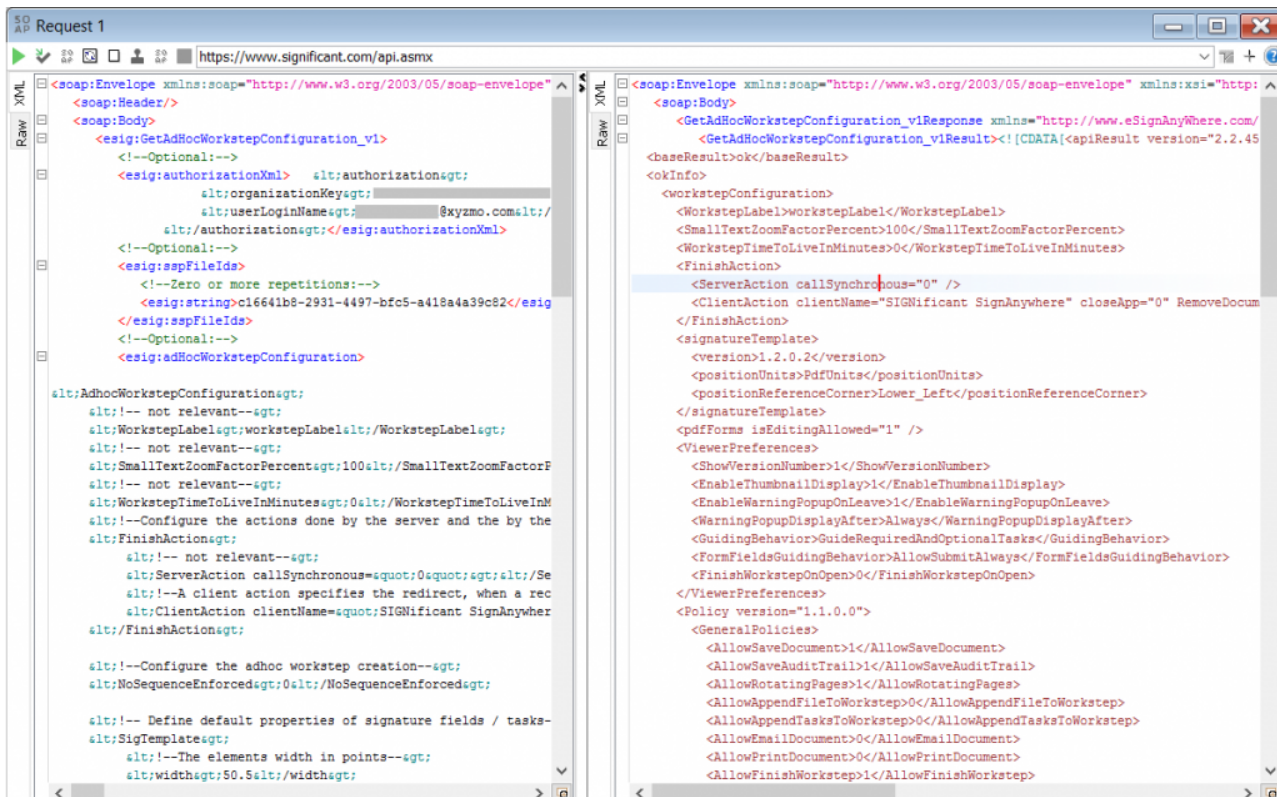 SO
AP Request 1
https://www.significant.com/api.asmx
XML
Raw
<soap:Envelope xmlns:soap="http://www.w3.org/2003/05/soap-envelope"
<soap:Header/>
<soap:Body>
<esig:GetAdHocWorkstepConfiguration_v1>
<!--Optional:-->
<esig:authorizationXml> &lt;authorization&gt;
&lt;organizationKey&gt;
&lt;userLoginName&gt; @xyzmo.com&lt;/
&lt;/authorization&gt;</esig:authorizationXml>
<!--Optional:-->
<esig:sspFileIds>
<!--Zero or more repetitions:-->
<esig:string>c16641b8-2931-4497-bfc5-a418a4a39c82</esig
</esig:sspFileIds>
<!--Optional:-->
<esig:adHocWorkstepConfiguration>
&lt;AdhocWorkstepConfiguration&gt;
&lt;!-- not relevant--&gt;
&lt;WorkstepLabel&gt;workstepLabel&lt;/WorkstepLabel&gt;
&lt;!-- not relevant--&gt;
&lt;SmallTextZoomFactorPercent&gt;100&lt;/SmallTextZoomFactorP
&lt;!-- not relevant--&gt;
&lt;WorkstepTimeToLiveInMinutes&gt;0&lt;/WorkstepTimeToLiveInM
&lt;!--Configure the actions done by the server and the by the
&lt;FinishAction&gt;
&lt;!-- not relevant--&gt;
&lt;ServerAction callSynchronous=&quot;0&quot;&gt;&lt;/Se
&lt;!--A client action specifies the redirect, when a rec
&lt;ClientAction clientName=&quot;SIGNificant SignAnywher
&lt;/FinishAction&gt;
&lt;!--Configure the adhoc workstep creation--&gt;
&lt;NoSequenceEnforced&gt;0&lt;/NoSequenceEnforced&gt;
&lt;!-- Define default properties of signature fields / tasks-
&lt;SigTemplate&gt;
&lt;!--The elements width in points--&gt;
&lt;width&gt;50.5&lt;/width&gt;
XML
Raw
<soap:Envelope xmlns:soap="http://www.w3.org/2003/05/soap-envelope" xmlns:xsi="http:
<soap:Body>
<GetAdHocWorkstepConfiguration_v1Response xmlns="http://www.eSignAnyWhere.com/
<GetAdHocWorkstepConfiguration_v1Result><![CDATA[<apiResult version="2.2.45
<baseResult>ok</baseResult>
<okInfo>
<workstepConfiguration>
<WorkstepLabel>workstepLabel</WorkstepLabel>
<SmallTextZoomFactorPercent>100</SmallTextZoomFactorPercent>
<WorkstepTimeToLiveInMinutes>0</WorkstepTimeToLiveInMinutes>
<FinishAction>
<ServerAction callSynchronous="0" />
<ClientAction clientName="SIGNificant SignAnywhere" closeApp="0" RemoveDocum
</FinishAction>
<signatureTemplate>
<version>1.2.0.2</version>
<positionUnits>PdfUnits</positionUnits>
<positionReferenceCorner>Lower_Left</positionReferenceCorner>
</signatureTemplate>
<pdfForms isEditingAllowed="1" />
<ViewerPreferences>
<ShowVersionNumber>1</ShowVersionNumber>
<EnableThumbnailDisplay>1</EnableThumbnailDisplay>
<EnableWarningPopupOnLeave>1</EnableWarningPopupOnLeave>
<WarningPopupDisplayAfter>Always</WarningPopupDisplayAfter>
<GuidingBehavior>GuideRequiredAndOptionalTasks</GuidingBehavior>
<FormFieldsGuidingBehavior>AllowSubmitAlways</FormFieldsGuidingBehavior>
<FinishWorkstepOnOpen>0</FinishWorkstepOnOpen>
</ViewerPreferences>
<Policy version="1.1.0.0">
<GeneralPolicies>
<AllowSaveDocument>1</AllowSaveDocument>
<AllowSaveAuditTrail>1</AllowSaveAuditTrail>
<AllowRotatingPages>1</AllowRotatingPages>
<AllowAppendFileToWorkstep>0</AllowAppendFileToWorkstep>
<AllowAppendTasksToWorkstep>0</AllowAppendTasksToWorkstep>
<AllowEmailDocument>0</AllowEmailDocument>
<AllowPrintDocument>0</AllowPrintDocument>
<AllowFinishWorkstep>1</AllowFinishWorkstep>